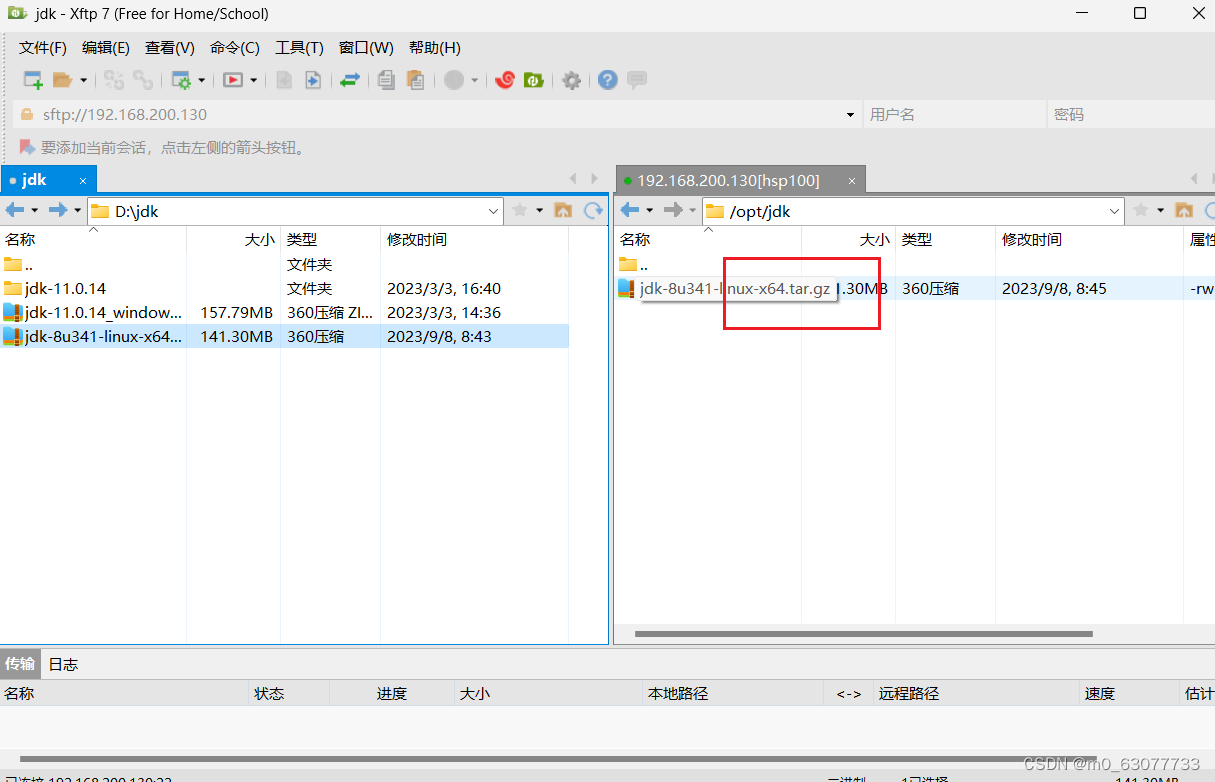 jdk - Xftp 7 (Free for Home/School)
文件(F) 编辑(E) 查看(V) 命令(C) 工具(T) 窗口(W) 帮助(H)
sftp://192.168.200.130 用户名 密码
要添加当前会话，点击左侧的箭头按钮。
jdk × 192.168.200.130[hsp100] ×
D:\jdk /opt/jdk
名称 大小 类型 修改时间 名称 大小 类型 修改时间 属性
.. 文件夹 ..
jdk-11.0.14 文件夹 2023/3/3, 16:40 jdk-8u341-linux-x64.tar.gz 1.30MB 360压缩 2023/9/8, 8:45 -rw
jdk-11.0.14_window... 157.79MB 360压缩 ZI... 2023/3/3, 14:36
jdk-8u341-linux-x64... 141.30MB 360压缩 2023/9/8, 8:43
传输 日志
名称 状态 进度 大小 本地路径 <-> 远程路径 速度 估计
CSDN @m0_63077733
已连接 192.168.200.130:22 二进制 1已选择 141.30MB